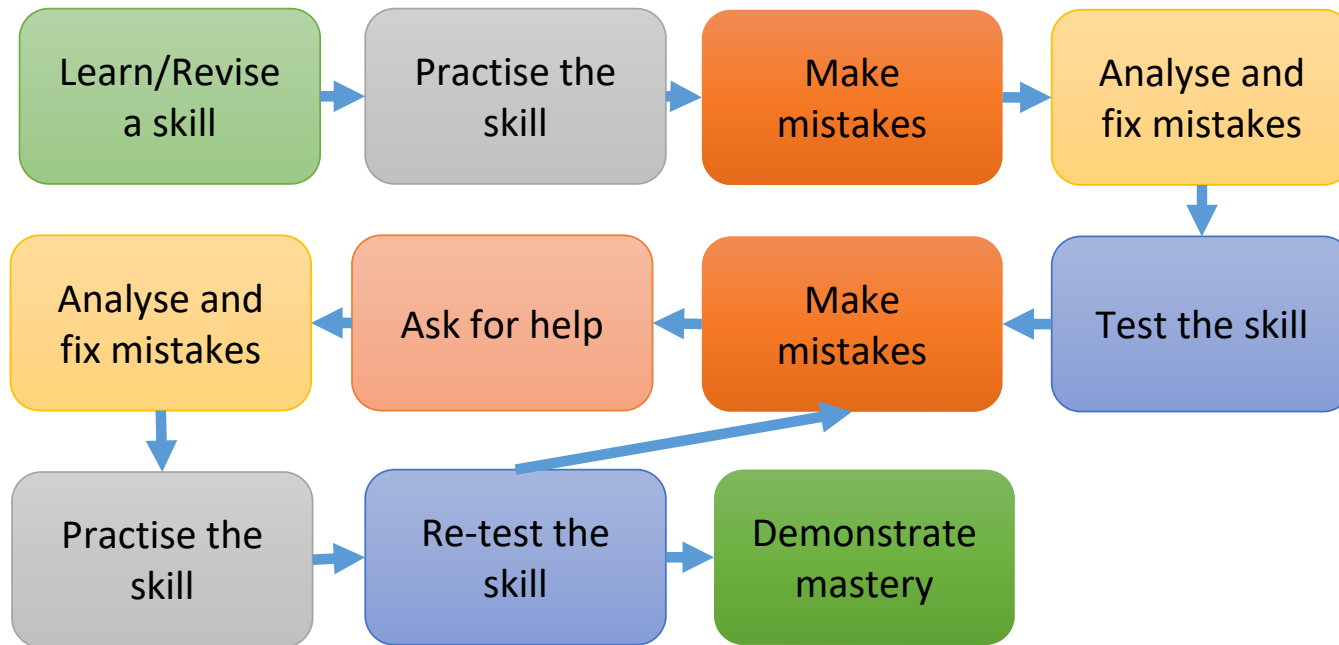 Learn/Revise
a skill
Practise the
skill
Make
mistakes
Analyse and
fix mistakes
Analyse and
fix mistakes
Ask for help
Make
mistakes
Test the skill
Practise the
skill
Re-test the
skill
Demonstrate
mastery